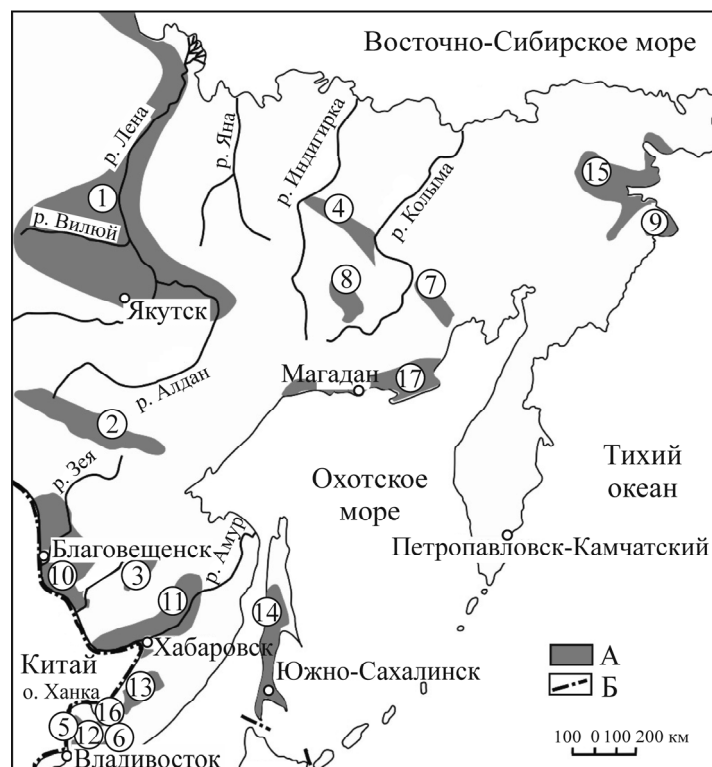 Восточно-Сибирское море
р. Лена
р. Яна
р. Индигирка
р. Колыма
1
4
15
9
р. Вилюй
8
7
Якутск
Магадан
17
р. Алдан
2
р. Зея
Охотское
море
Тихий
океан
Петропавловск-Камчатский
Благовещенск
10
3
р. Амур
11
14
Хабаровск
Китай
о. Ханка
13
Южно-Сахалинск
А
Б
16
5
12
6
Владивосток
100 0 100 200 км